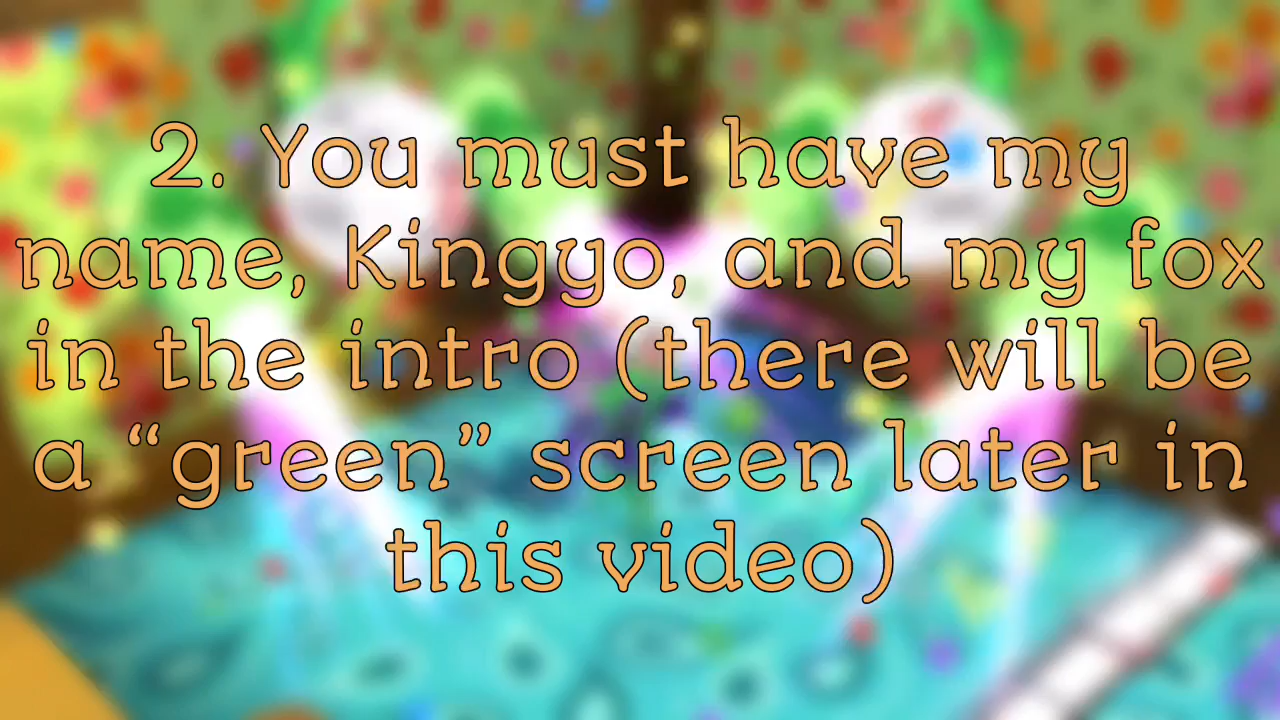 2. You must have my
name, Kingyo, and my fox
in the intro (there will be
a “green” screen later in
this video)